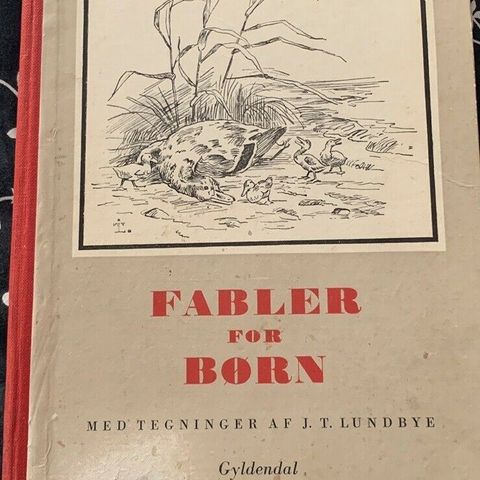 FABLER
FOR
BØRN
MED TEGNINGER AF J. T. LUNDBYE
Gyldendal